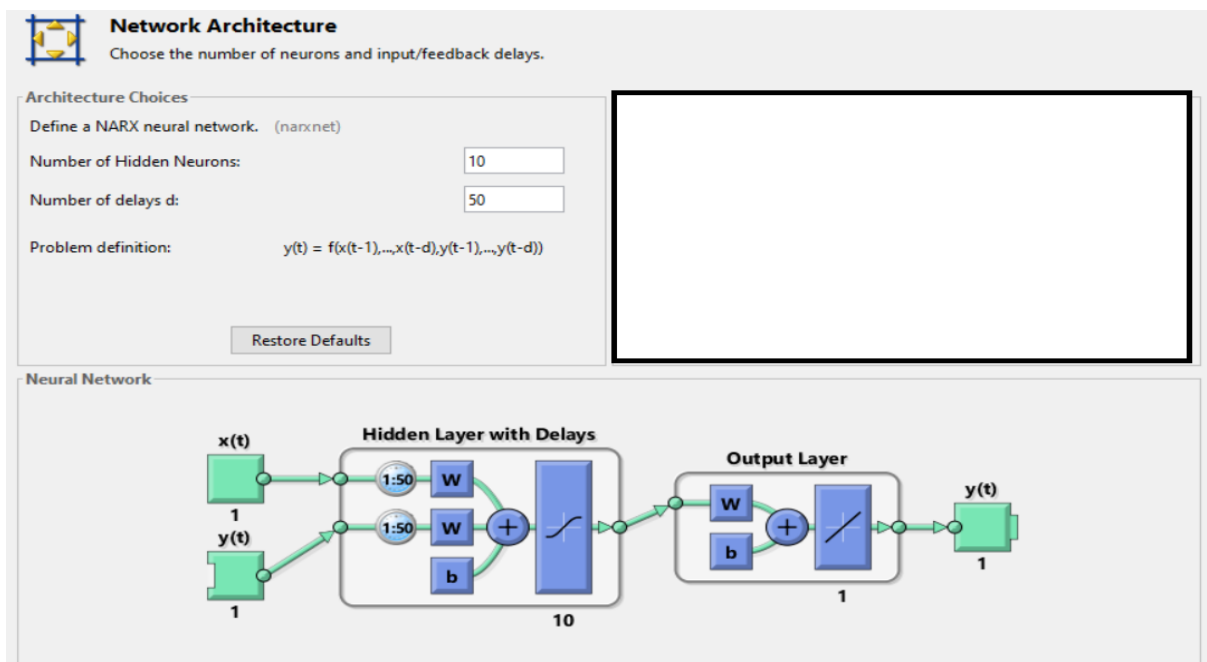 Network Architecture
Choose the number of neurons and input/feedback delays.
Architecture Choices
Define a NARX neural network. (narxnet)
Number of Hidden Neurons: 10
Number of delays d: 50
Problem definition: y(t) = f(x(t-1),...,x(t-d),y(t-1),...,y(t-d))
Restore Defaults
Neural Network
Hidden Layer with Delays
x(t)
1:50 W
1
y(t)
1:50 W
b
1
10
Output Layer
W
b
1
y(t)
1